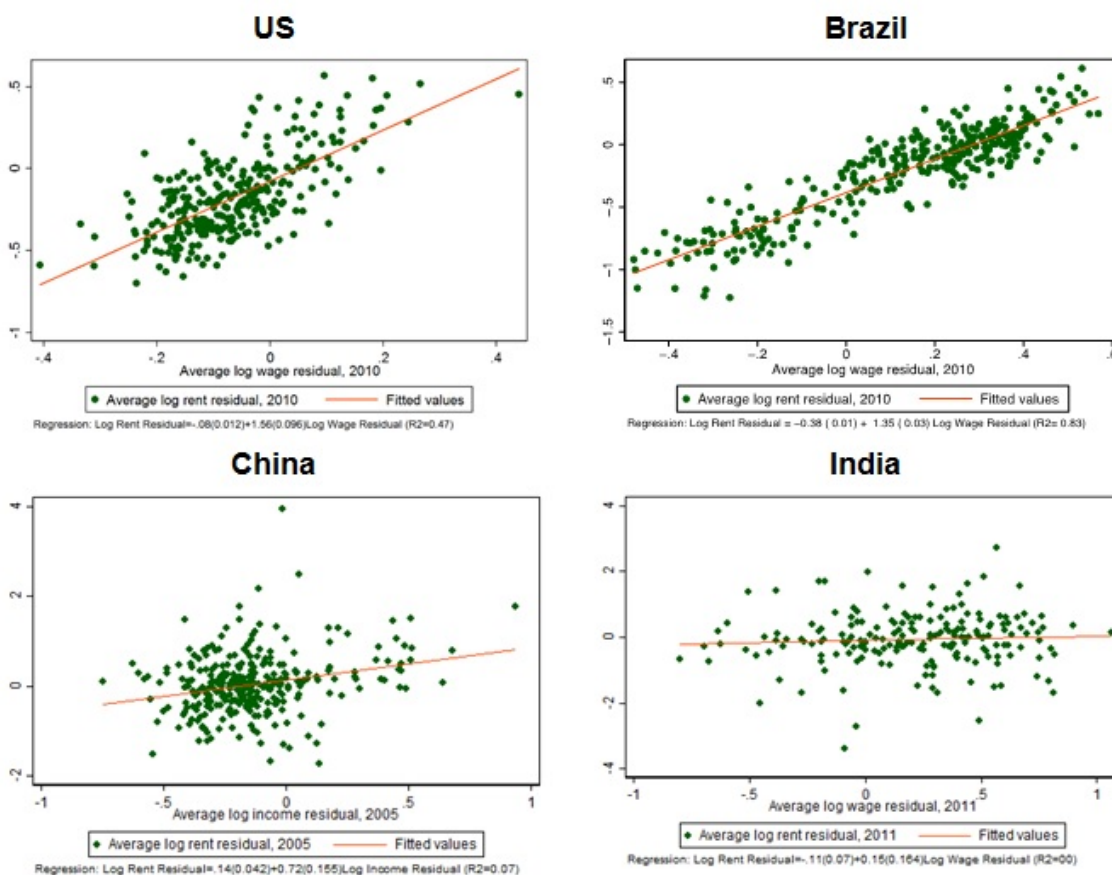 US
.5
0
-.5
-1
-.4
-.2
0
.2
.4
Average log wage residual, 2010
Average log rent residual, 2010 Fitted values
Regression: Log Rent Residual=-.08(0.012)+1.56(0.096)Log Wage Residual (R2=0.47)
Brazil
.5
0
-.5
-1
-1.5
-.4
-.2
0
.2
.4
.6
Average log wage residual, 2010
Average log rent residual, 2010 Fitted values
Regression: Log Rent Residual = -0.38 ( 0.01) + 1.35 ( 0.03) Log Wage Residual (R2= 0.83)
China
4
2
0
-2
-1
-.5
0
.5
1
Average log income residual, 2005
Average log rent residual, 2005 Fitted values
Regression: Log Rent Residual=.14(0.042)+0.72(0.155)Log Income Residual (R2=0.07)
India
4
2
0
-2
-4
-1
-.5
0
.5
1
Average log wage residual, 2011
Average log rent residual, 2011 Fitted values
Regression: Log Rent Residual=-.11(0.07)+0.15(0.164)Log Wage Residual (R2=00)